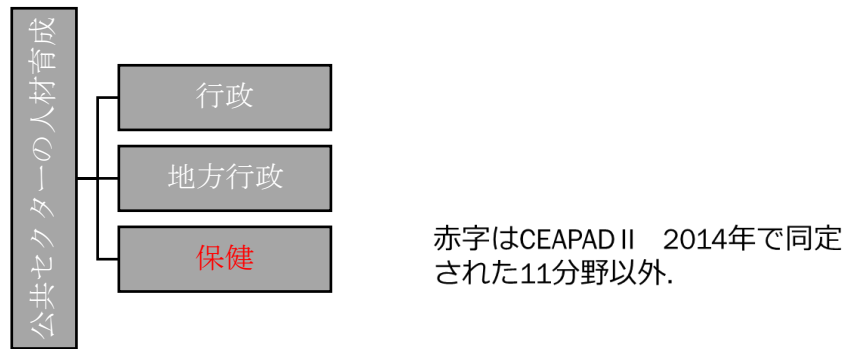 公共セクターの人材育成
行政
地方行政
保健
赤字はCEAPADⅡ　2014年で同定
された11分野以外.